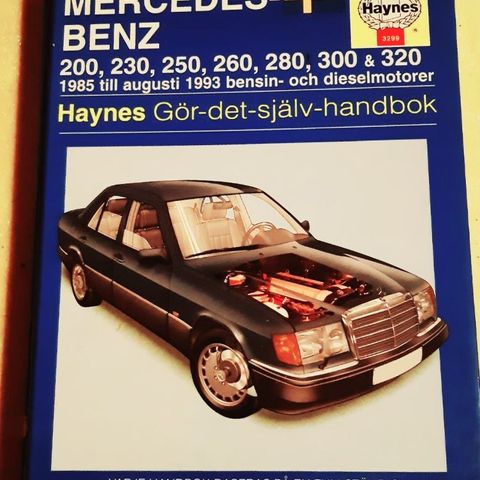 MERCEDES-
BENZ
Haynes
3299
200, 230, 250, 260, 280, 300 & 320
1985 till augusti 1993 bensin- och dieselmotorer
Haynes Gör-det-själv-handbok